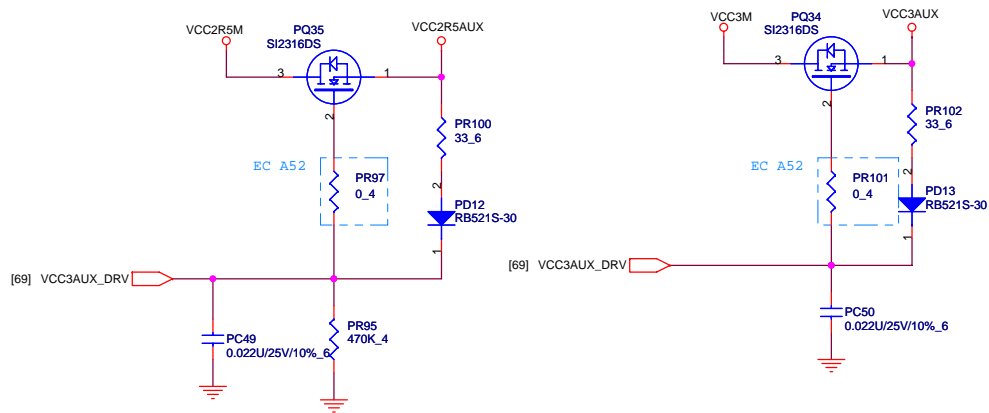 VCC2R5M
PQ35
SI2316DS
VCC2R5AUX
3
1
2
PR100
33_6
EC A52
PR97
0_4
2
PD12
RB521S-30
1
[69] VCC3AUX_DRV
PC49
0.022U/25V/10%_6
PR95
470K_4
VCC3M
PQ34
SI2316DS
VCC3AUX
3
1
2
PR102
33_6
EC A52
PR101
0_4
2
PD13
RB521S-30
1
[69] VCC3AUX_DRV
PC50
0.022U/25V/10%_6